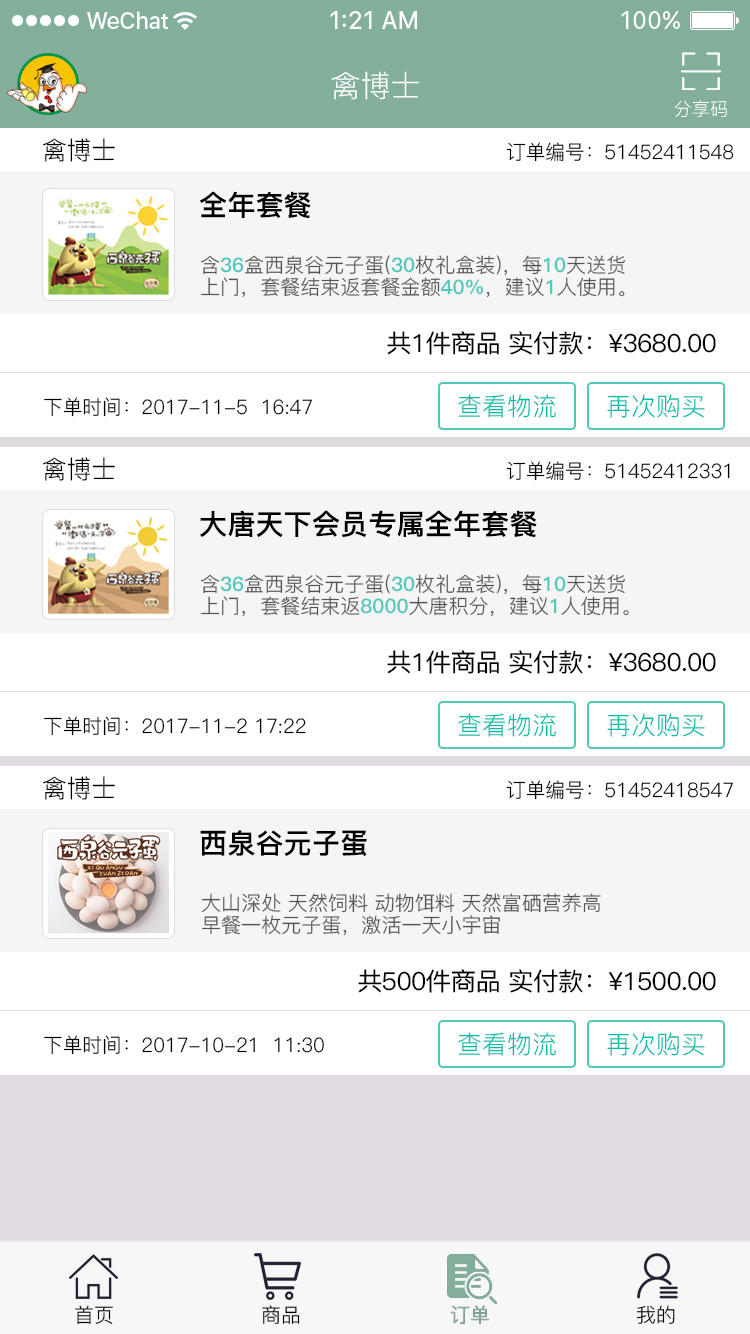 WeChat 1:21 AM 100%
禽博士
分享码
禽博士 订单编号：51452411548
西泉谷元子蛋
全年套餐
含36盒西泉谷元子蛋(30枚礼盒装)，每10天送货
上门，套餐结束返套餐金额40%，建议1人使用。
共1件商品 实付款：¥3680.00
下单时间：2017-11-5 16:47 查看物流 再次购买
禽博士 订单编号：51452412331
西泉谷元子蛋
大唐天下会员专属全年套餐
含36盒西泉谷元子蛋(30枚礼盒装)，每10天送货
上门，套餐结束返8000大唐积分，建议1人使用。
共1件商品 实付款：¥3680.00
下单时间：2017-11-2 17:22 查看物流 再次购买
禽博士 订单编号：51452418547
西泉谷元子蛋
XI QUAN GU
YUAN ZI DAN
西泉谷元子蛋
大山深处 天然饲料 动物饵料 天然富硒营养高
早餐一枚元子蛋，激活一天小宇宙
共500件商品 实付款：¥1500.00
下单时间：2017-10-21 11:30 查看物流 再次购买
首页 商品 订单 我的